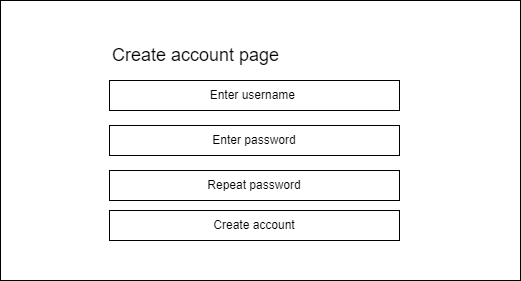 Create account page
Enter username
Enter password
Repeat password
Create account